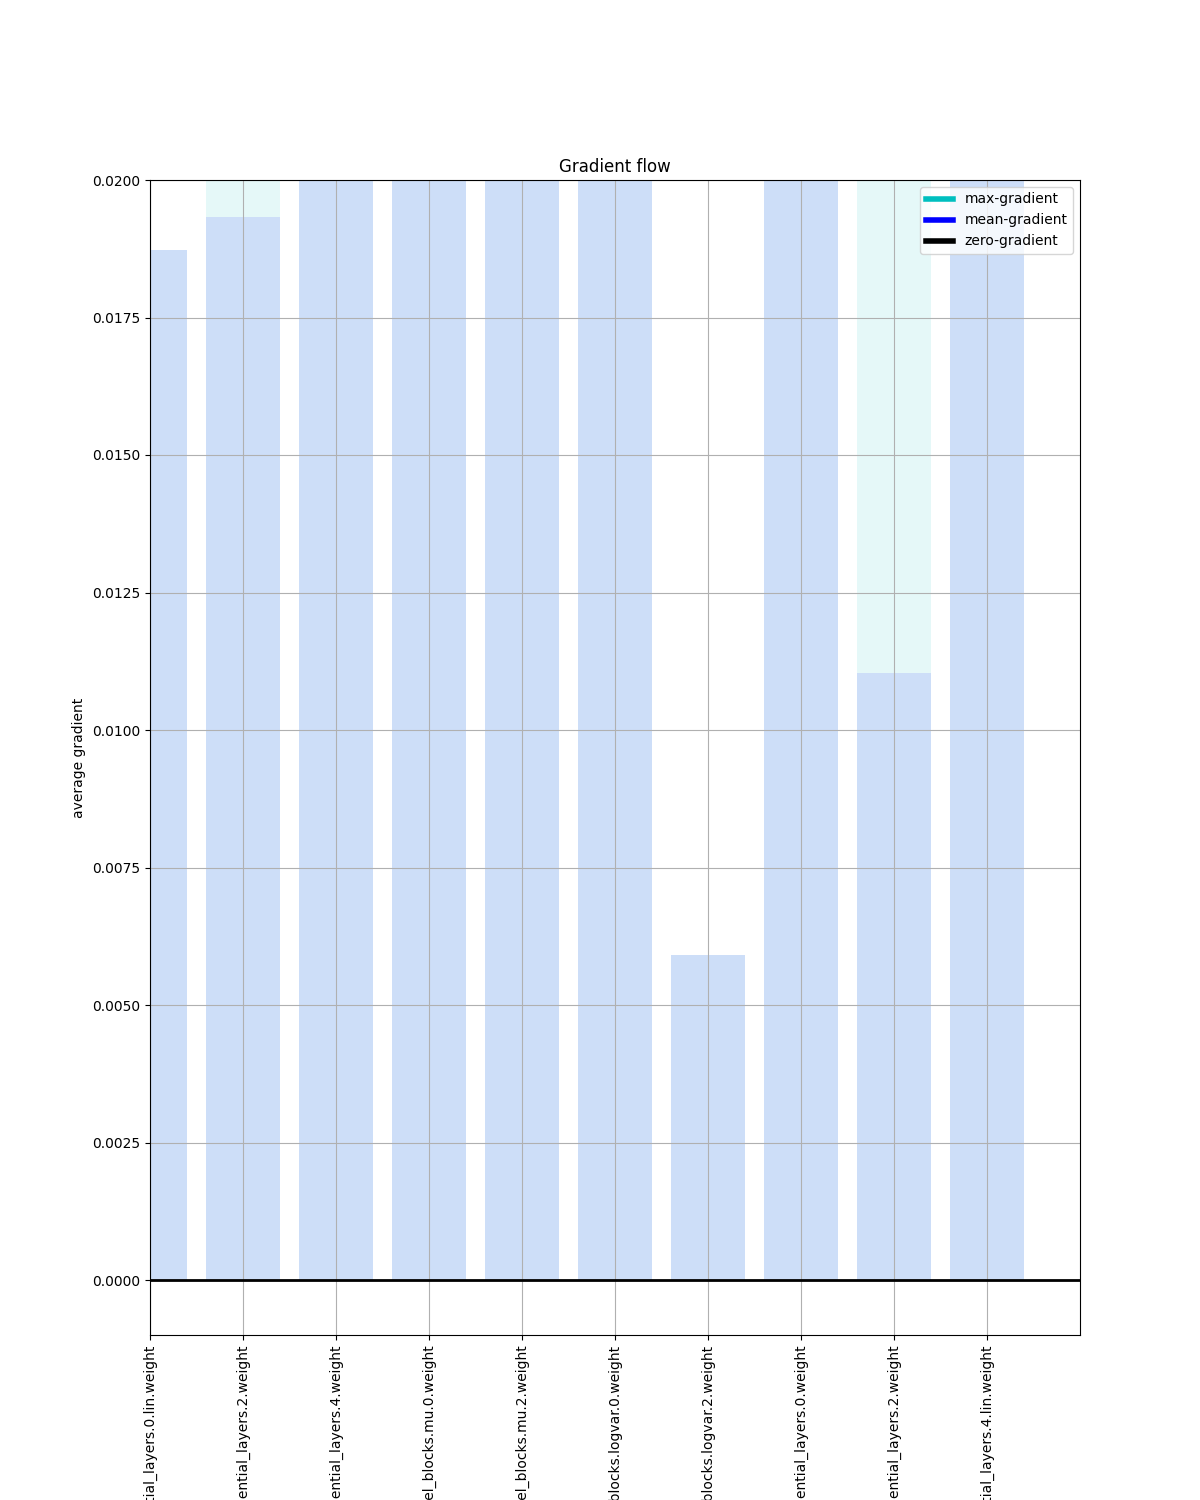 Gradient flow
max-gradient
mean-gradient
zero-gradient
0.0200
0.0175
0.0150
0.0125
0.0100
0.0075
0.0050
0.0025
0.0000
average gradient
tial_layers.0.lin.weight
ential_layers.2.weight
ential_layers.4.weight
el_blocks.mu.0.weight
el_blocks.mu.2.weight
blocks.logvar.0.weight
blocks.logvar.2.weight
ential_layers.0.weight
ential_layers.2.weight
tial_layers.4.lin.weight